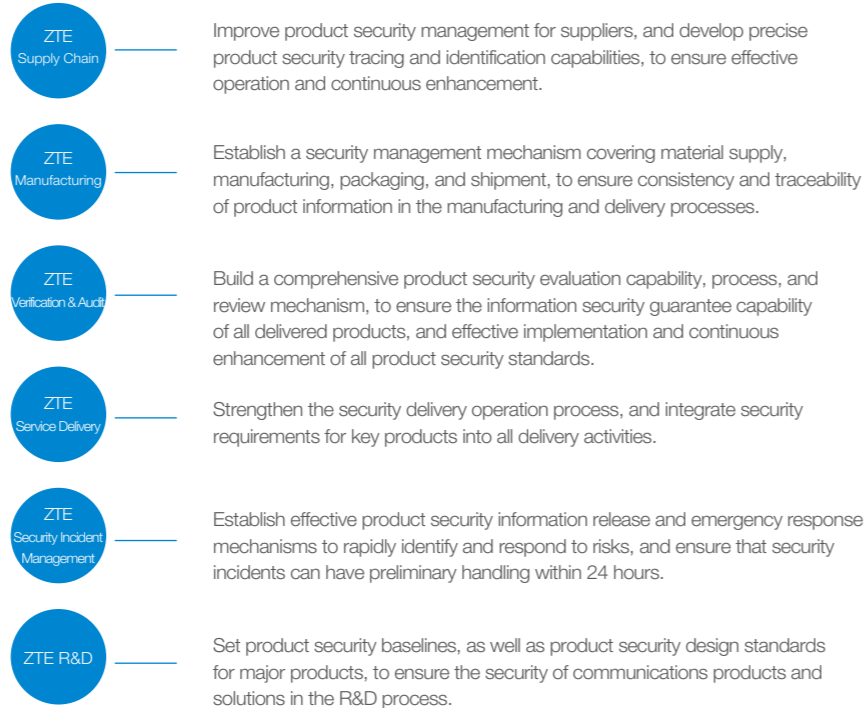 ZTE
Supply Chain
Improve product security management for suppliers, and develop precise
product security tracing and identification capabilities, to ensure effective
operation and continuous enhancement.
ZTE
Manufacturing
Establish a security management mechanism covering material supply,
manufacturing, packaging, and shipment, to ensure consistency and traceability
of product information in the manufacturing and delivery processes.
ZTE
Verification & Audit
Build a comprehensive product security evaluation capability, process, and
review mechanism, to ensure the information security guarantee capability
of all delivered products, and effective implementation and continuous
enhancement of all product security standards.
ZTE
Service Delivery
Strengthen the security delivery operation process, and integrate security
requirements for key products into all delivery activities.
ZTE
Security Incident
Management
Establish effective product security information release and emergency response
mechanisms to rapidly identify and respond to risks, and ensure that security
incidents can have preliminary handling within 24 hours.
ZTE R&D
Set product security baselines, as well as product security design standards
for major products, to ensure the security of communications products and
solutions in the R&D process.